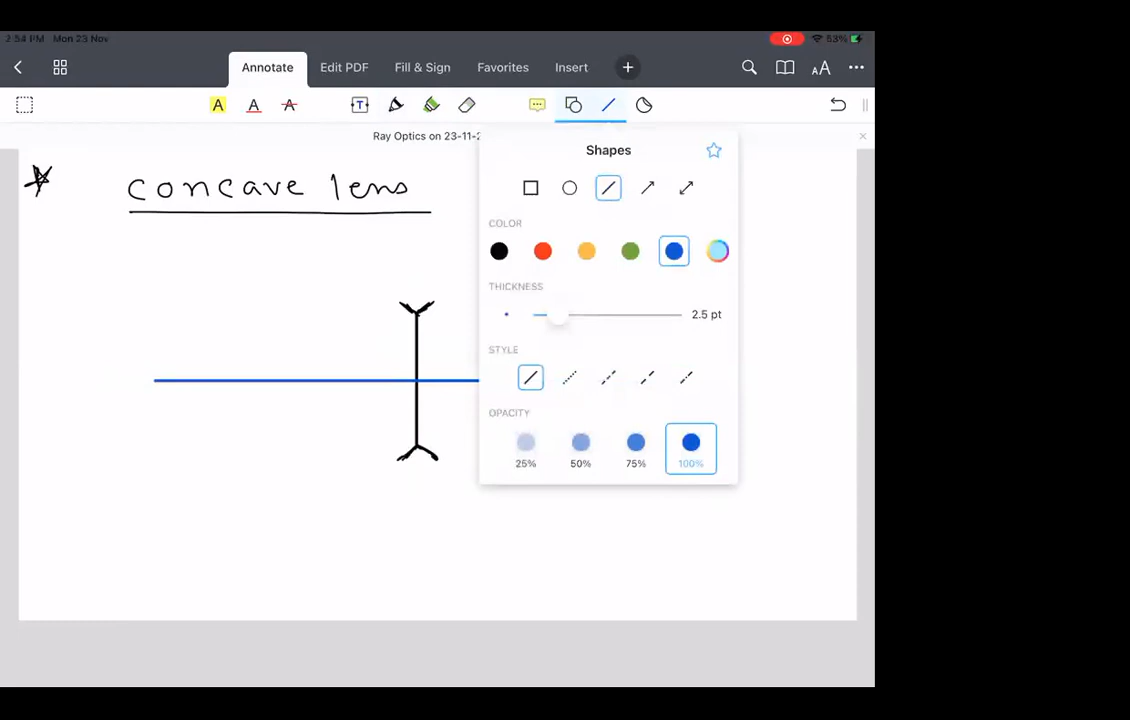 2:54 PM Mon 23 Nov
53%
Annotate Edit PDF Fill & Sign Favorites Insert
A A A T
AA
Ray Optics on 23-11-2
Shapes
concave lens
COLOR
THICKNESS
2.5 pt
STYLE
OPACITY
25% 50% 75% 100%